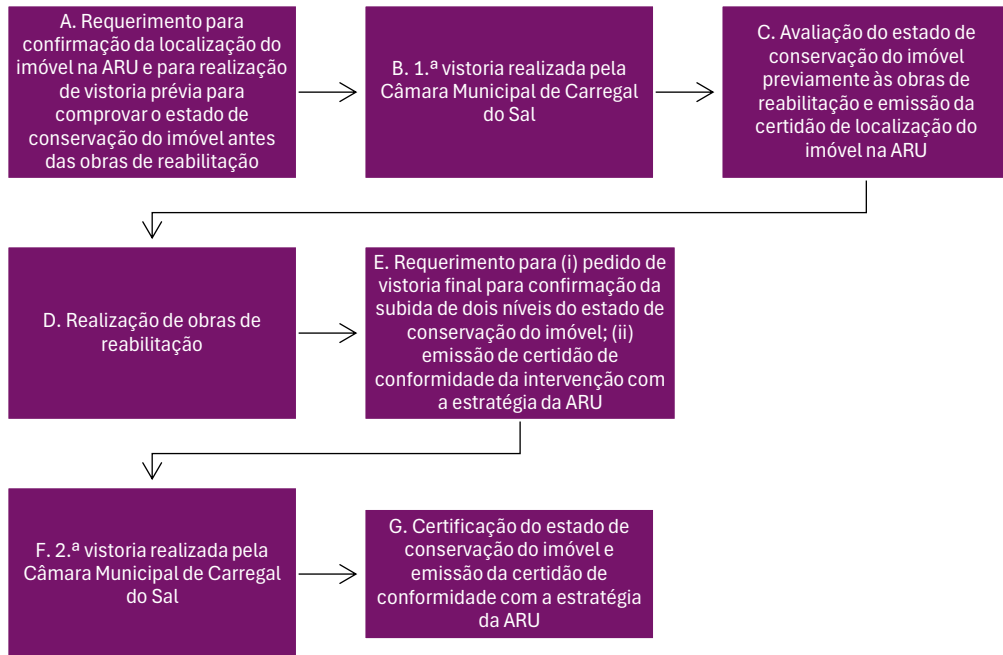 A. Requerimento para
confirmação da localização do
imóvel na ARU e para realização
de vistoria prévia para
comprovar o estado de
conservação do imóvel antes
das obras de reabilitação
B. 1.ª vistoria realizada pela
Câmara Municipal de Carregal
do Sal
C. Avaliação do estado de
conservação do imóvel
previamente às obras de
reabilitação e emissão da
certidão de localização do
imóvel na ARU
D. Realização de obras de
reabilitação
E. Requerimento para (i) pedido de
vistoria final para confirmação da
subida de dois níveis do estado de
conservação do imóvel; (ii)
emissão de certidão de
conformidade da intervenção com
a estratégia da ARU
F. 2.ª vistoria realizada pela
Câmara Municipal de Carregal
do Sal
G. Certificação do estado de
conservação do imóvel e
emissão da certidão de
conformidade com a estratégia
da ARU